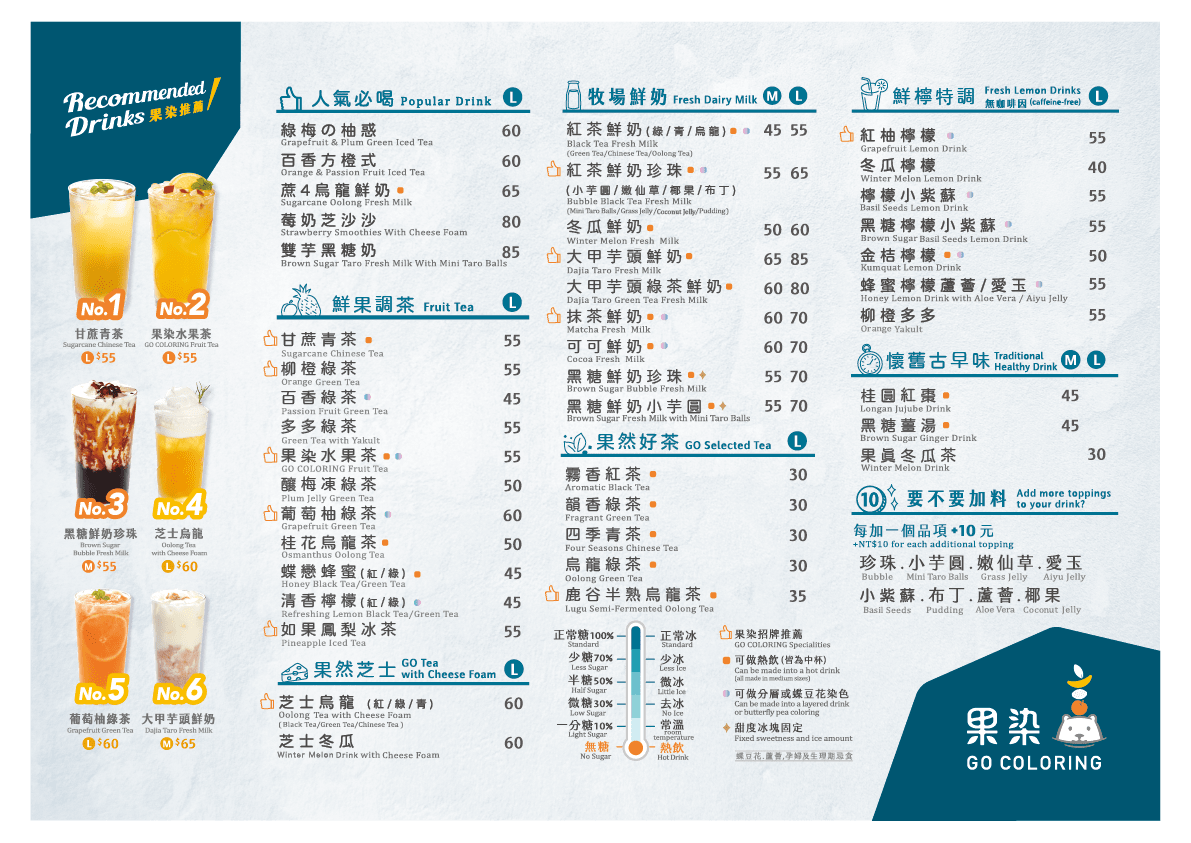 Recommended
Drinks 果染推薦
No.1
甘蔗青茶
Sugarcane Chinese Tea
L $55
No.2
果染水果茶
GO COLORING Fruit Tea
L $55
No.3
黑糖鮮奶珍珠
Brown Sugar
Bubble Fresh Milk
M $55
No.4
芝士烏龍
Oolong Tea
with Cheese Foam
L $60
No.5
葡萄柚綠茶
Grapefruit Green Tea
L $60
No.6
大甲芋頭鮮奶
Dajia Taro Fresh Milk
M $65
人氣必喝 Popular Drink L
綠梅の柚惑 60
Grapefruit & Plum Green Iced Tea
百香方橙式 60
Orange & Passion Fruit Iced Tea
蔗4烏龍鮮奶 65
Sugarcane Oolong Fresh Milk
莓奶芝沙沙 80
Strawberry Smoothies With Cheese Foam
雙芋黑糖奶 85
Brown Sugar Taro Fresh Milk With Mini Taro Balls
鮮果調茶 Fruit Tea L
甘蔗青茶 55
Sugarcane Chinese Tea
柳橙綠茶 55
Orange Green Tea
百香綠茶 45
Passion Fruit Green Tea
多多綠茶 55
Green Tea with Yakult
果染水果茶 55
GO COLORING Fruit Tea
釀梅凍綠茶 50
Plum Jelly Green Tea
葡萄柚綠茶 60
Grapefruit Green Tea
桂花烏龍茶 50
Osmanthus Oolong Tea
蝶戀蜂蜜(紅/綠) 45
Honey Black Tea/Green Tea
清香檸檬(紅/綠) 45
Refreshing Lemon Black Tea/Green Tea
如果鳳梨冰茶 55
Pineapple Iced Tea
果然芝士 GO Tea
with Cheese Foam L
芝士烏龍 (紅/綠/青) 60
Oolong Tea with Cheese Foam
(Black Tea/Green Tea/Chinese Tea)
芝士冬瓜 60
Winter Melon Drink with Cheese Foam
牧場鮮奶 Fresh Dairy Milk M L
紅茶鮮奶(綠/青/烏龍) 45 55
Black Tea Fresh Milk
(Green Tea/Chinese Tea/Oolong Tea)
紅茶鮮奶珍珠 55 65
(小芋圓/嫩仙草/椰果/布丁)
Bubble Black Tea Fresh Milk
(Mini Taro Balls/Grass Jelly/Coconut Jelly/Pudding)
冬瓜鮮奶 50 60
Winter Melon Fresh Milk
大甲芋頭鮮奶 65 85
Dajia Taro Fresh Milk
大甲芋頭綠茶鮮奶 60 80
Dajia Taro Green Tea Fresh Milk
抹茶鮮奶 60 70
Matcha Fresh Milk
可可鮮奶 60 70
Cocoa Fresh Milk
黑糖鮮奶珍珠 55 70
Brown Sugar Bubble Fresh Milk
黑糖鮮奶小芋圓 55 70
Brown Sugar Fresh Milk with Mini Taro Balls
果然好茶 GO Selected Tea L
霧香紅茶 30
Aromatic Black Tea
韻香綠茶 30
Fragrant Green Tea
四季青茶 30
Four Seasons Chinese Tea
烏龍綠茶 30
Oolong Green Tea
鹿谷半熟烏龍茶 35
Lugu Semi-Fermented Oolong Tea
正常糖100%
Standard
少糖70%
Less Sugar
半糖50%
Half Sugar
微糖30%
Low Sugar
一分糖10%
Light Sugar
無糖
No Sugar
正常冰
Standard
少冰
Less Ice
微冰
Little Ice
去冰
No Ice
常溫
room
temperature
熱飲
Hot Drink
果染招牌推薦
GO COLORING Specialities
可做熱飲(皆為中杯)
Can be made into a hot drink
(all made in medium sizes)
可做分層或蝶豆花染色
Can be made into a layered drink
or butterfly pea coloring
甜度冰塊固定
Fixed sweetness and ice amount
蝶豆花.蘆薈,孕婦及生理期忌食
鮮檸特調 Fresh Lemon Drinks
無咖啡因 (caffeine-free) L
紅柚檸檬 55
Grapefruit Lemon Drink
冬瓜檸檬 40
Winter Melon Lemon Drink
檸檬小紫蘇 55
Basil Seeds Lemon Drink
黑糖檸檬小紫蘇 55
Brown Sugar Basil Seeds Lemon Drink
金桔檸檬 50
Kumquat Lemon Drink
蜂蜜檸檬蘆薈/愛玉 55
Honey Lemon Drink with Aloe Vera / Aiyu Jelly
柳橙多多 55
Orange Yakult
懷舊古早味 Traditional
Healthy Drink M L
桂圓紅棗 45
Longan Jujube Drink
黑糖薑湯 45
Brown Sugar Ginger Drink
果真冬瓜茶 30
Winter Melon Drink
10 要不要加料 Add more toppings
to your drink?
每加一個品項+10元
+NT$10 for each additional topping
珍珠.小芋圓.嫩仙草.愛玉
Bubble Mini Taro Balls Grass Jelly Aiyu Jelly
小紫蘇.布丁.蘆薈.椰果
Basil Seeds Pudding Aloe Vera Coconut Jelly
果染
GO COLORING